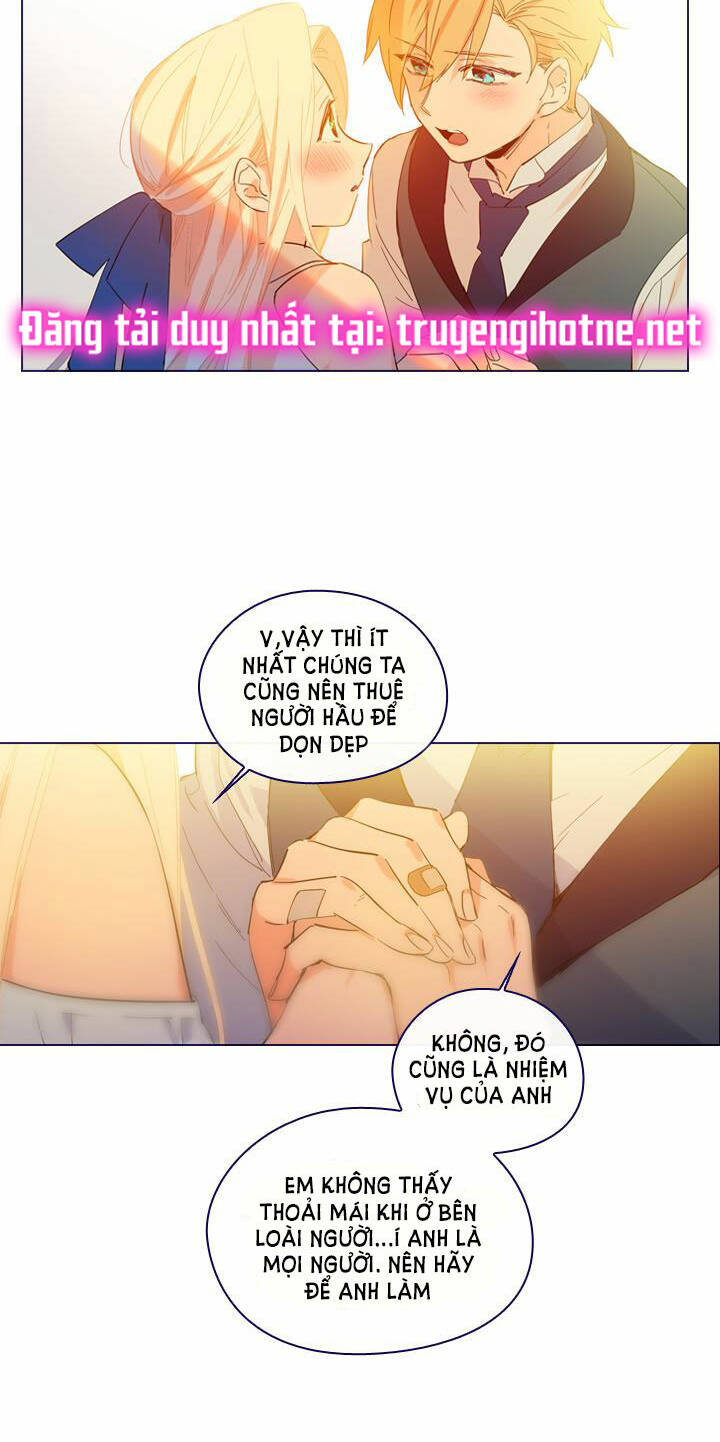 Đăng tải duy nhất tại: truyengihotne.net
V,VẬY THÌ ÍT
NHẤT CHÚNG TA
CŨNG NÊN THUÊ
NGƯỜI HẦU ĐỂ
DỌN DẸP
KHÔNG, ĐÓ
CŨNG LÀ NHIỆM
VỤ CỦA ANH
EM KHÔNG THẤY
THOẢI MÁI KHI Ở BÊN
LOÀI NGƯỜI...Í ANH LÀ
MỌI NGƯỜI. NÊN HÃY
ĐỂ ANH LÀM